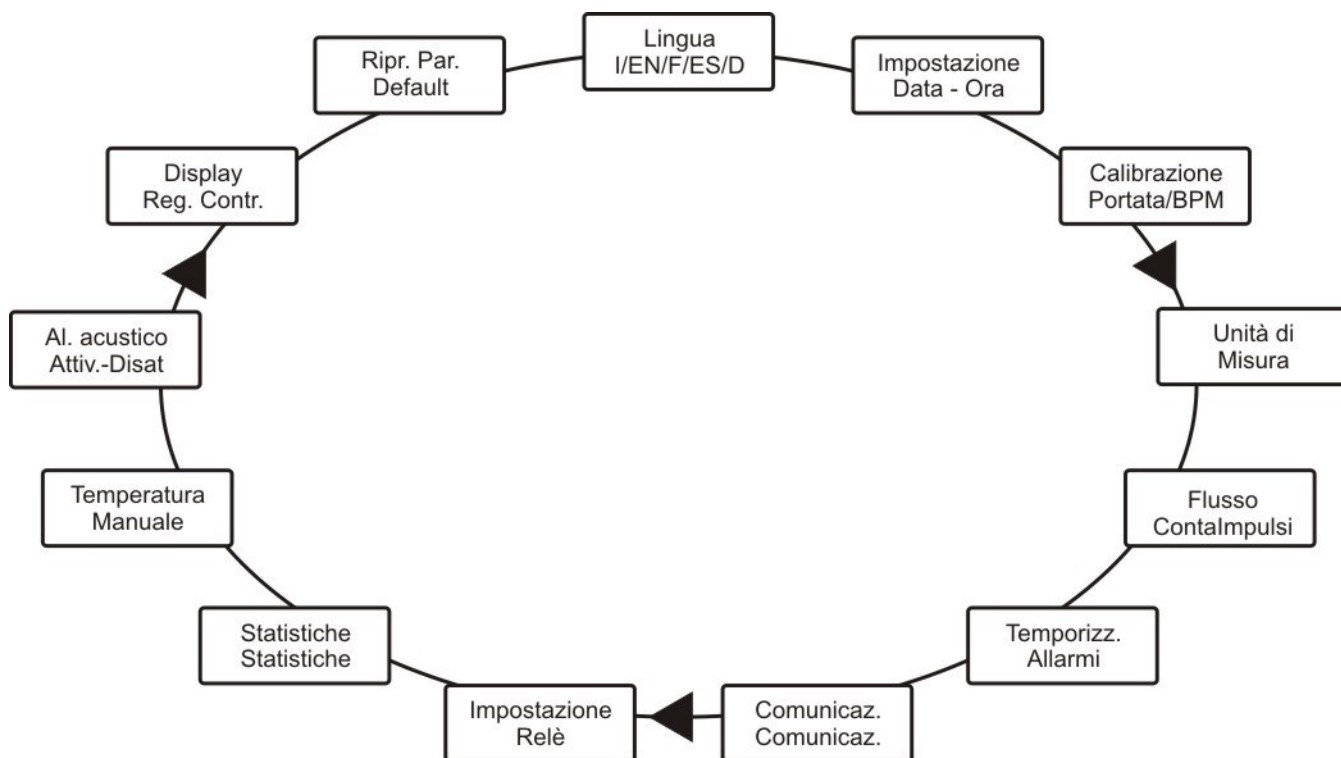 Lingua
I/EN/F/ES/D
Impostazione
Data - Ora
Calibrazione
Portata/BPM
Unità di
Misura
Flusso
ContaImpulsi
Temporizz.
Allarmi
Comunicaz.
Comunicaz.
Impostazione
Relè
Statistiche
Statistiche
Temperatura
Manuale
Al. acustico
Attiv.-Disat
Display
Reg. Contr.
Ripr. Par.
Default